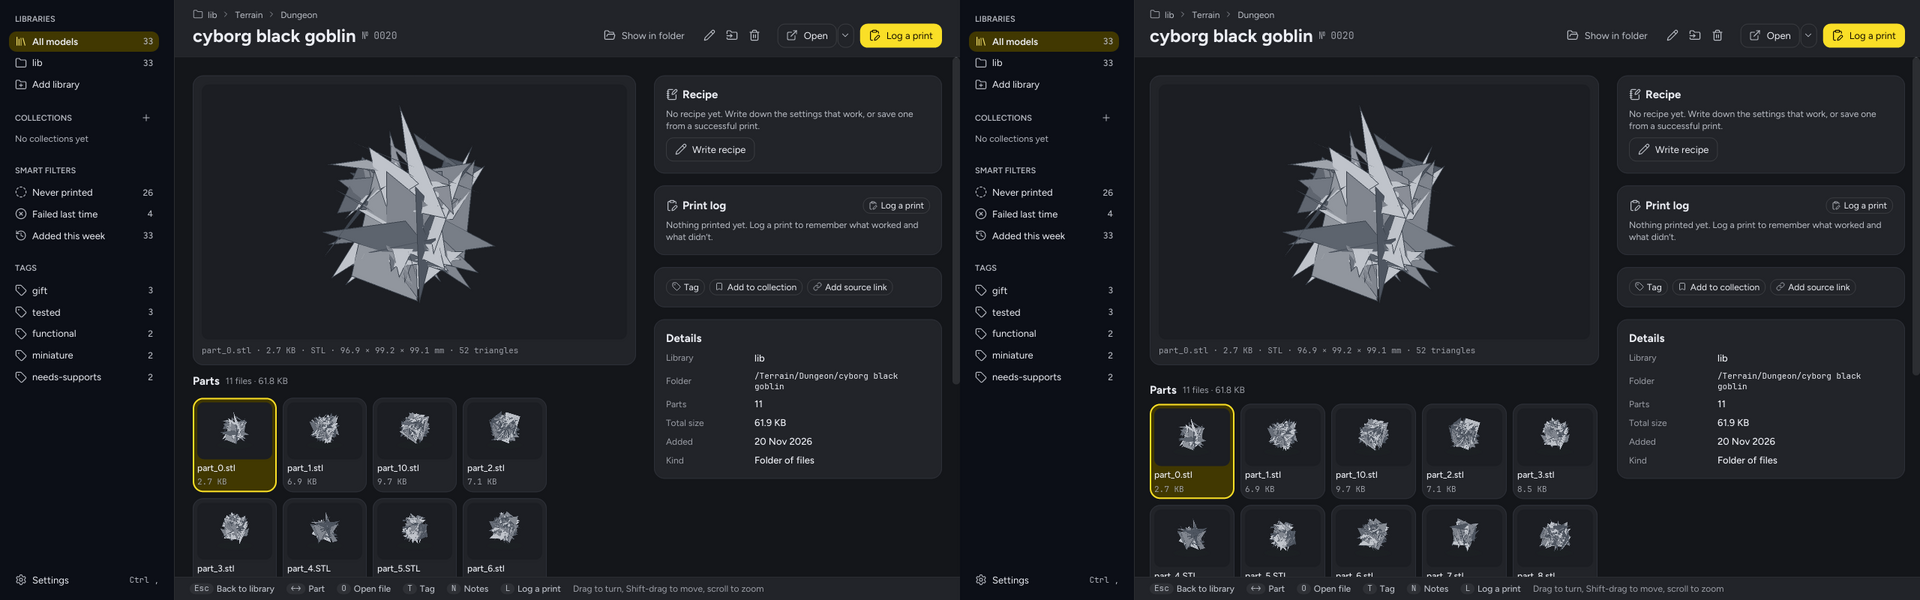 LIBRARIES
All models 33
lib 33
Add library
COLLECTIONS +
No collections yet
SMART FILTERS
Never printed 26
Failed last time 4
Added this week 33
TAGS
gift 3
tested 3
functional 2
miniature 2
needs-supports 2
Settings Ctrl ,
lib > Terrain > Dungeon
cyborg black goblin № 0020
Show in folder
Open
Log a print
part_0.stl · 2.7 KB · STL · 96.9 × 99.2 × 99.1 mm · 52 triangles
Parts 11 files · 61.8 KB
part_0.stl part_1.stl part_10.stl part_2.stl
2.7 KB 6.9 KB 9.7 KB 7.1 KB
part_3.stl part_4.STL part_5.STL part_6.stl
Recipe
No recipe yet. Write down the settings that work, or save one
from a successful print.
Write recipe
Print log Log a print
Nothing printed yet. Log a print to remember what worked and
what didn't.
Tag Add to collection Add source link
Details
Library lib
Folder /Terrain/Dungeon/cyborg black
goblin
Parts 11
Total size 61.9 KB
Added 20 Nov 2026
Kind Folder of files
Esc Back to library ↔ Part O Open file T Tag N Notes L Log a print Drag to turn, Shift-drag to move, scroll to zoom
LIBRARIES
All models 33
lib 33
Add library
COLLECTIONS +
No collections yet
SMART FILTERS
Never printed 26
Failed last time 4
Added this week 33
TAGS
gift 3
tested 3
functional 2
miniature 2
needs-supports 2
Settings Ctrl ,
lib > Terrain > Dungeon
cyborg black goblin № 0020
Show in folder
Open
Log a print
part_0.stl · 2.7 KB · STL · 96.9 × 99.2 × 99.1 mm · 52 triangles
Parts 11 files · 61.8 KB
part_0.stl part_1.stl part_10.stl part_2.stl part_3.stl
2.7 KB 6.9 KB 9.7 KB 7.1 KB 8.5 KB
part_4.STL part_5.STL part_6.stl part_7.stl part_8.stl
Recipe
No recipe yet. Write down the settings that work, or save one
from a successful print.
Write recipe
Print log Log a print
Nothing printed yet. Log a print to remember what worked and
what didn't.
Tag Add to collection Add source link
Details
Library lib
Folder /Terrain/Dungeon/cyborg black
goblin
Parts 11
Total size 61.9 KB
Added 20 Nov 2026
Kind Folder of files
Esc Back to library ↔ Part O Open file T Tag N Notes L Log a print Drag to turn, Shift-drag to move, scroll to zoom